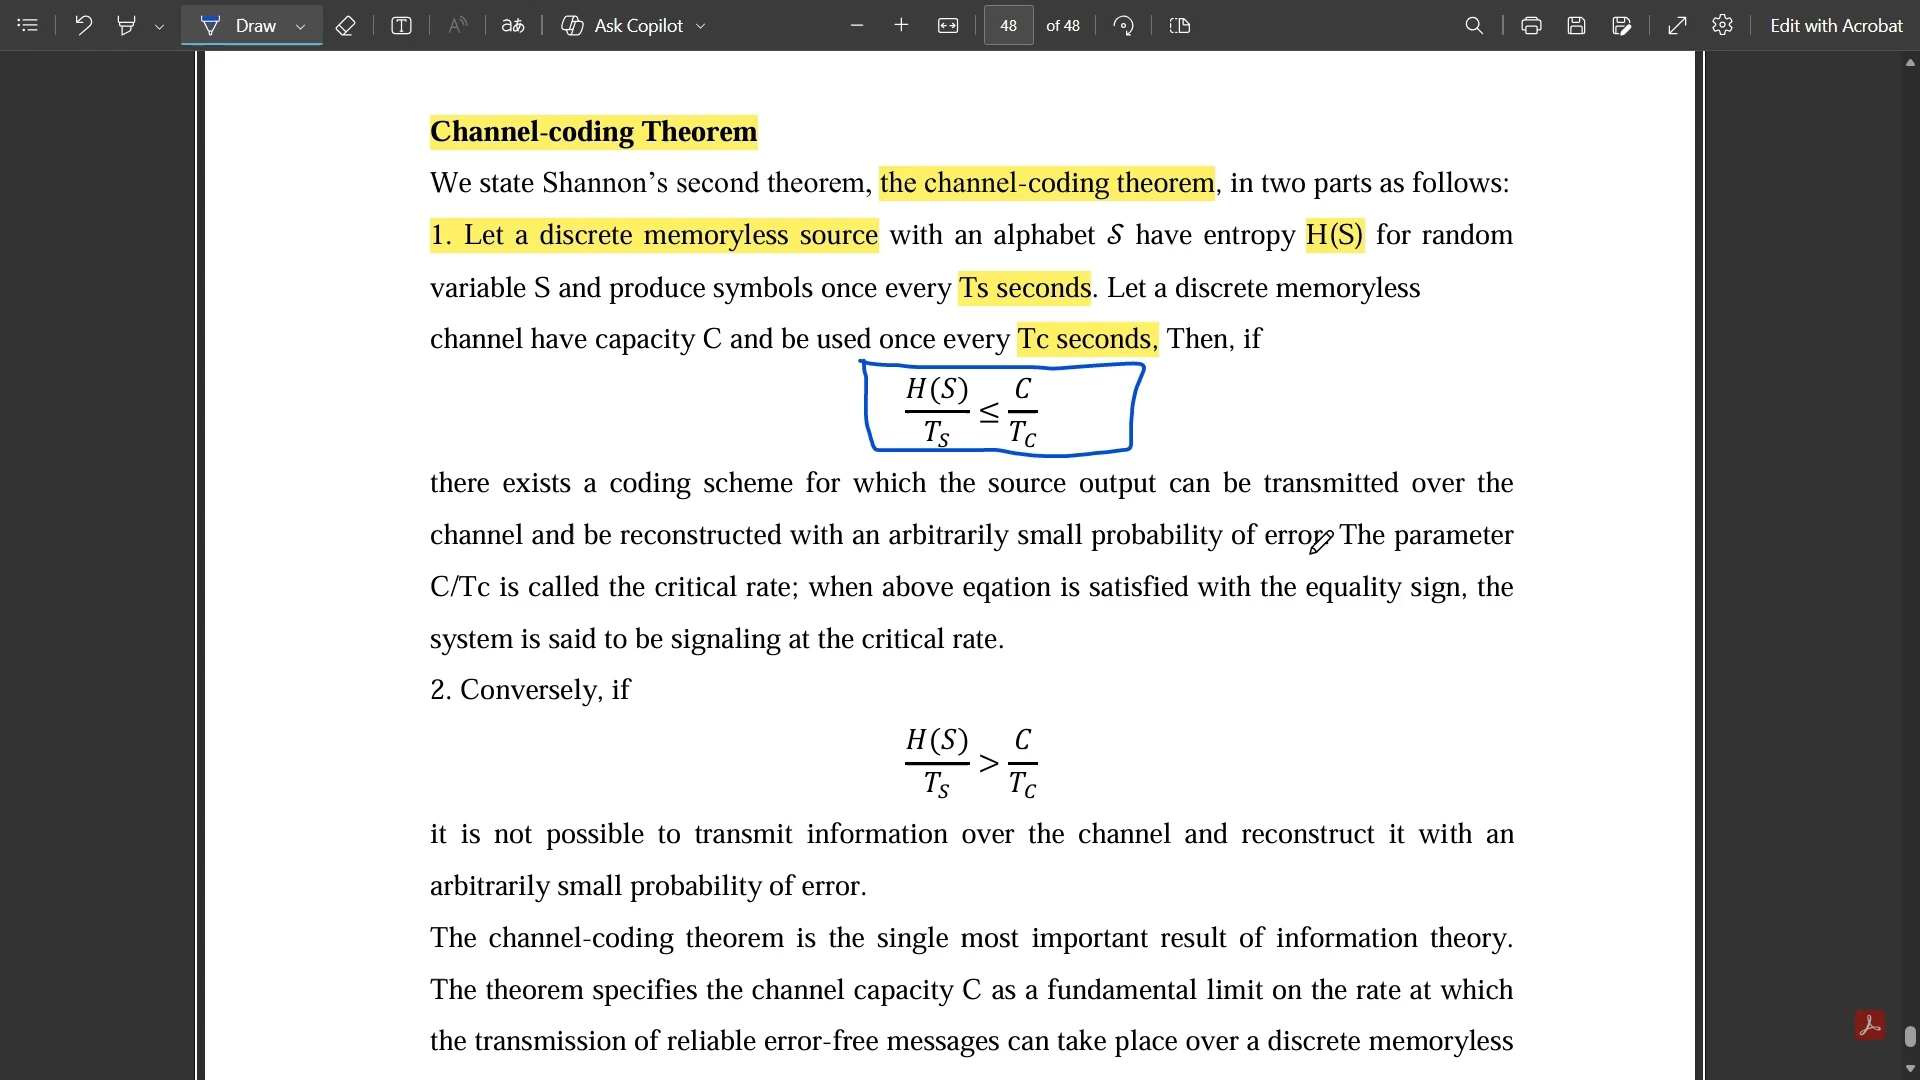 Draw
T
A
aあ
Ask Copilot
48
of 48
Edit with Acrobat
Channel-coding Theorem
We state Shannon’s second theorem, the channel-coding theorem, in two parts as follows:
1. Let a discrete memoryless source with an alphabet 𝒮 have entropy H(S) for random
variable S and produce symbols once every Ts seconds. Let a discrete memoryless
channel have capacity C and be used once every Tc seconds, Then, if
H(S)/T_S ≤ C/T_C
there exists a coding scheme for which the source output can be transmitted over the
channel and be reconstructed with an arbitrarily small probability of error. The parameter
C/Tc is called the critical rate; when above eqation is satisfied with the equality sign, the
system is said to be signaling at the critical rate.
2. Conversely, if
H(S)/T_S > C/T_C
it is not possible to transmit information over the channel and reconstruct it with an
arbitrarily small probability of error.
The channel-coding theorem is the single most important result of information theory.
The theorem specifies the channel capacity C as a fundamental limit on the rate at which
the transmission of reliable error-free messages can take place over a discrete memoryless